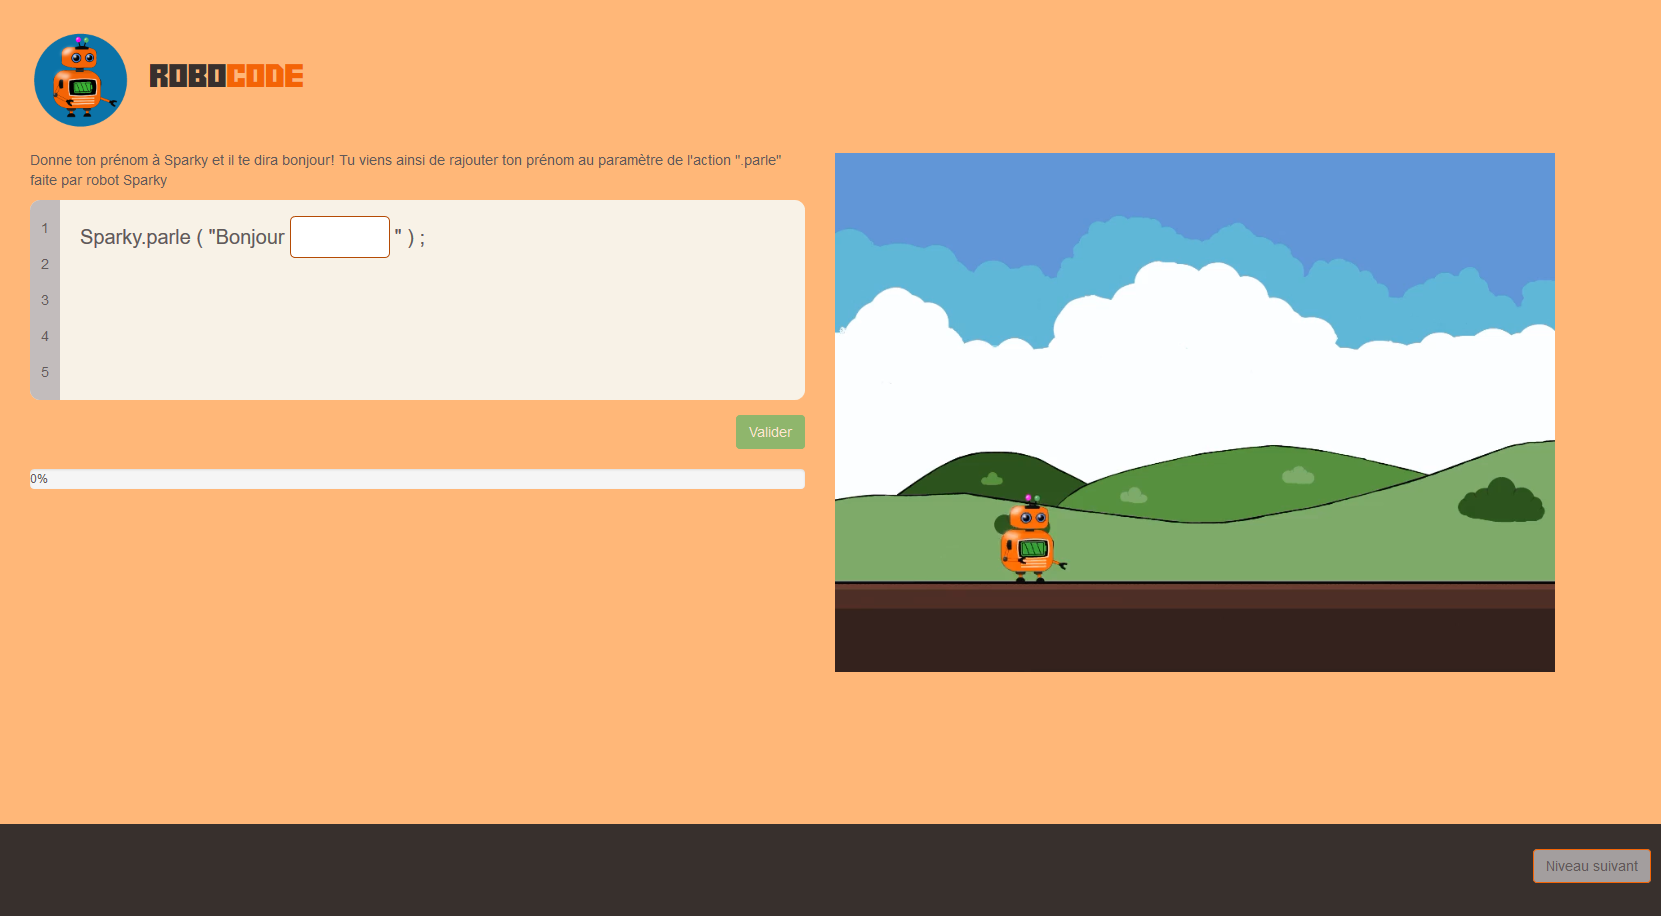 ROBOCODE
Donne ton prénom à Sparky et il te dira bonjour! Tu viens ainsi de rajouter ton prénom au paramètre de l'action ".parle"
faite par robot Sparky
1
Sparky.parle ( "Bonjour " ) ;
2
3
4
5
Valider
0%
Niveau suivant